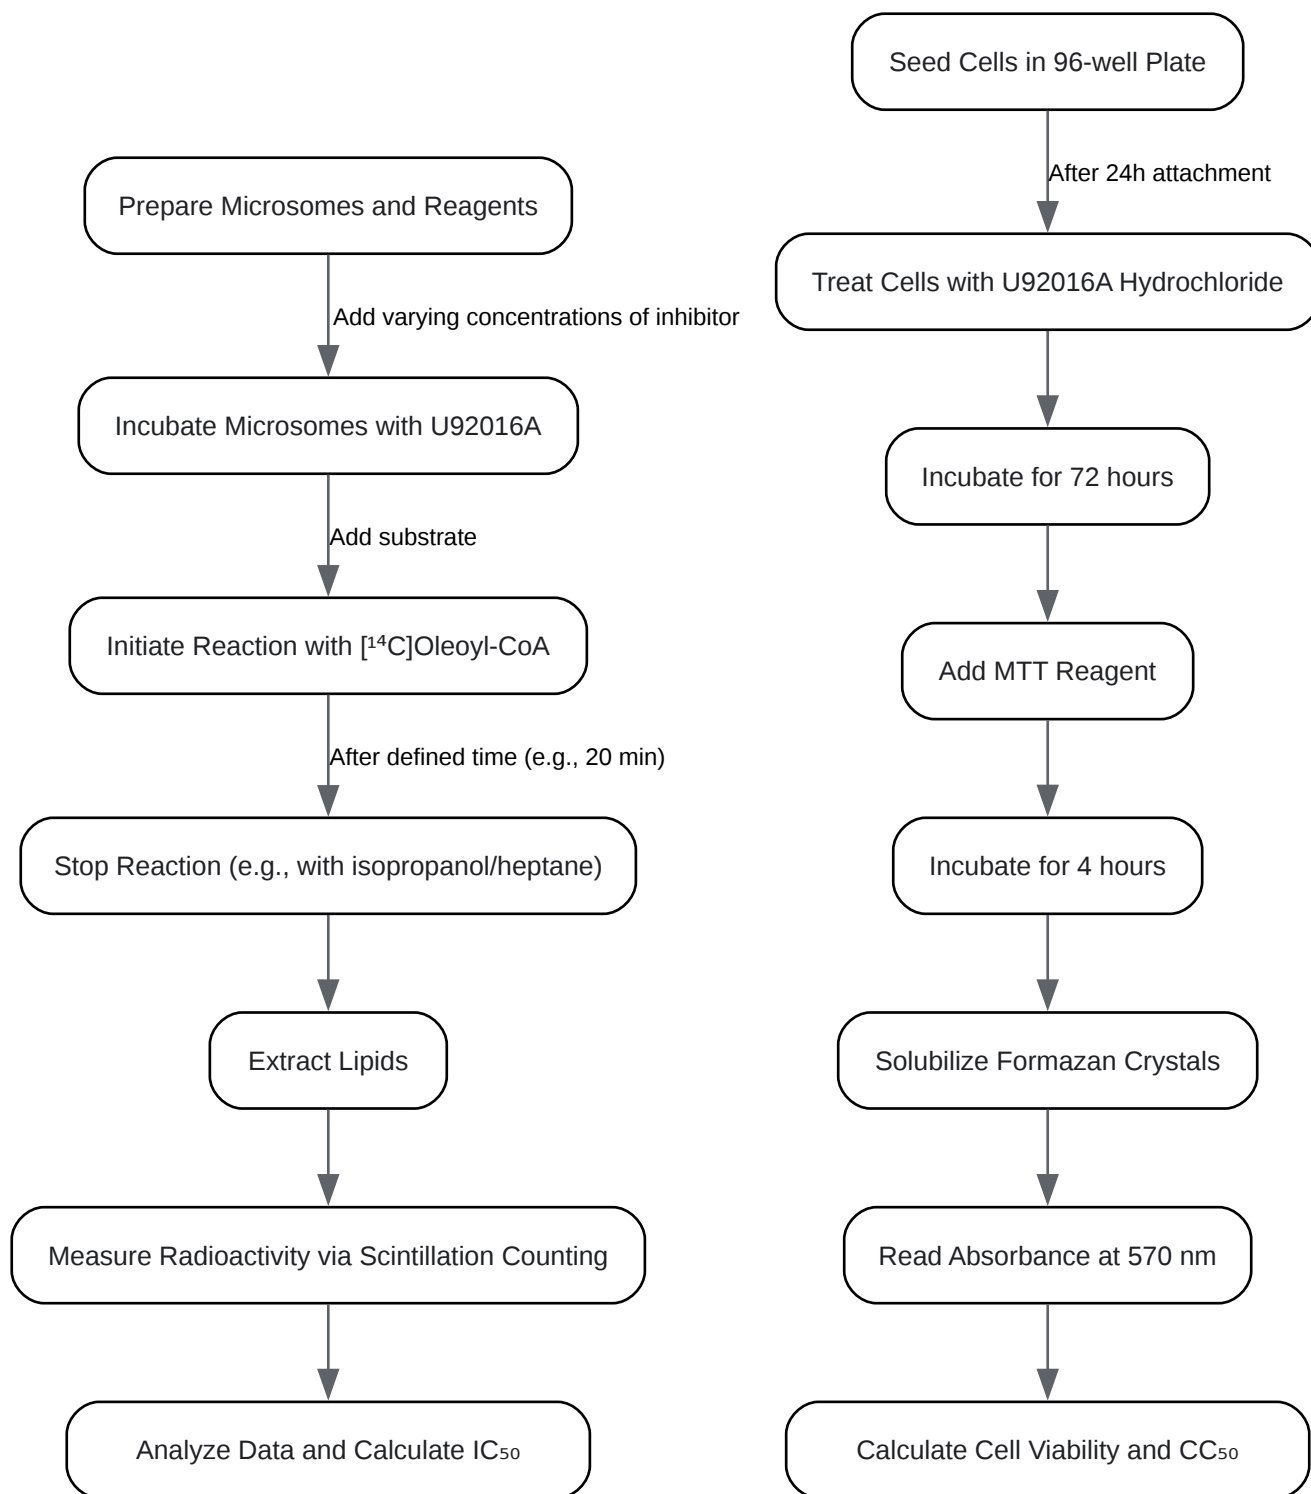 Prepare Microsomes and Reagents
Add varying concentrations of inhibitor
Incubate Microsomes with U92016A
Add substrate
Initiate Reaction with [¹⁴C]Oleoyl-CoA
After defined time (e.g., 20 min)
Stop Reaction (e.g., with isopropanol/heptane)
Extract Lipids
Measure Radioactivity via Scintillation Counting
Analyze Data and Calculate IC₅₀
Seed Cells in 96-well Plate
After 24h attachment
Treat Cells with U92016A Hydrochloride
Incubate for 72 hours
Add MTT Reagent
Incubate for 4 hours
Solubilize Formazan Crystals
Read Absorbance at 570 nm
Calculate Cell Viability and CC₅₀